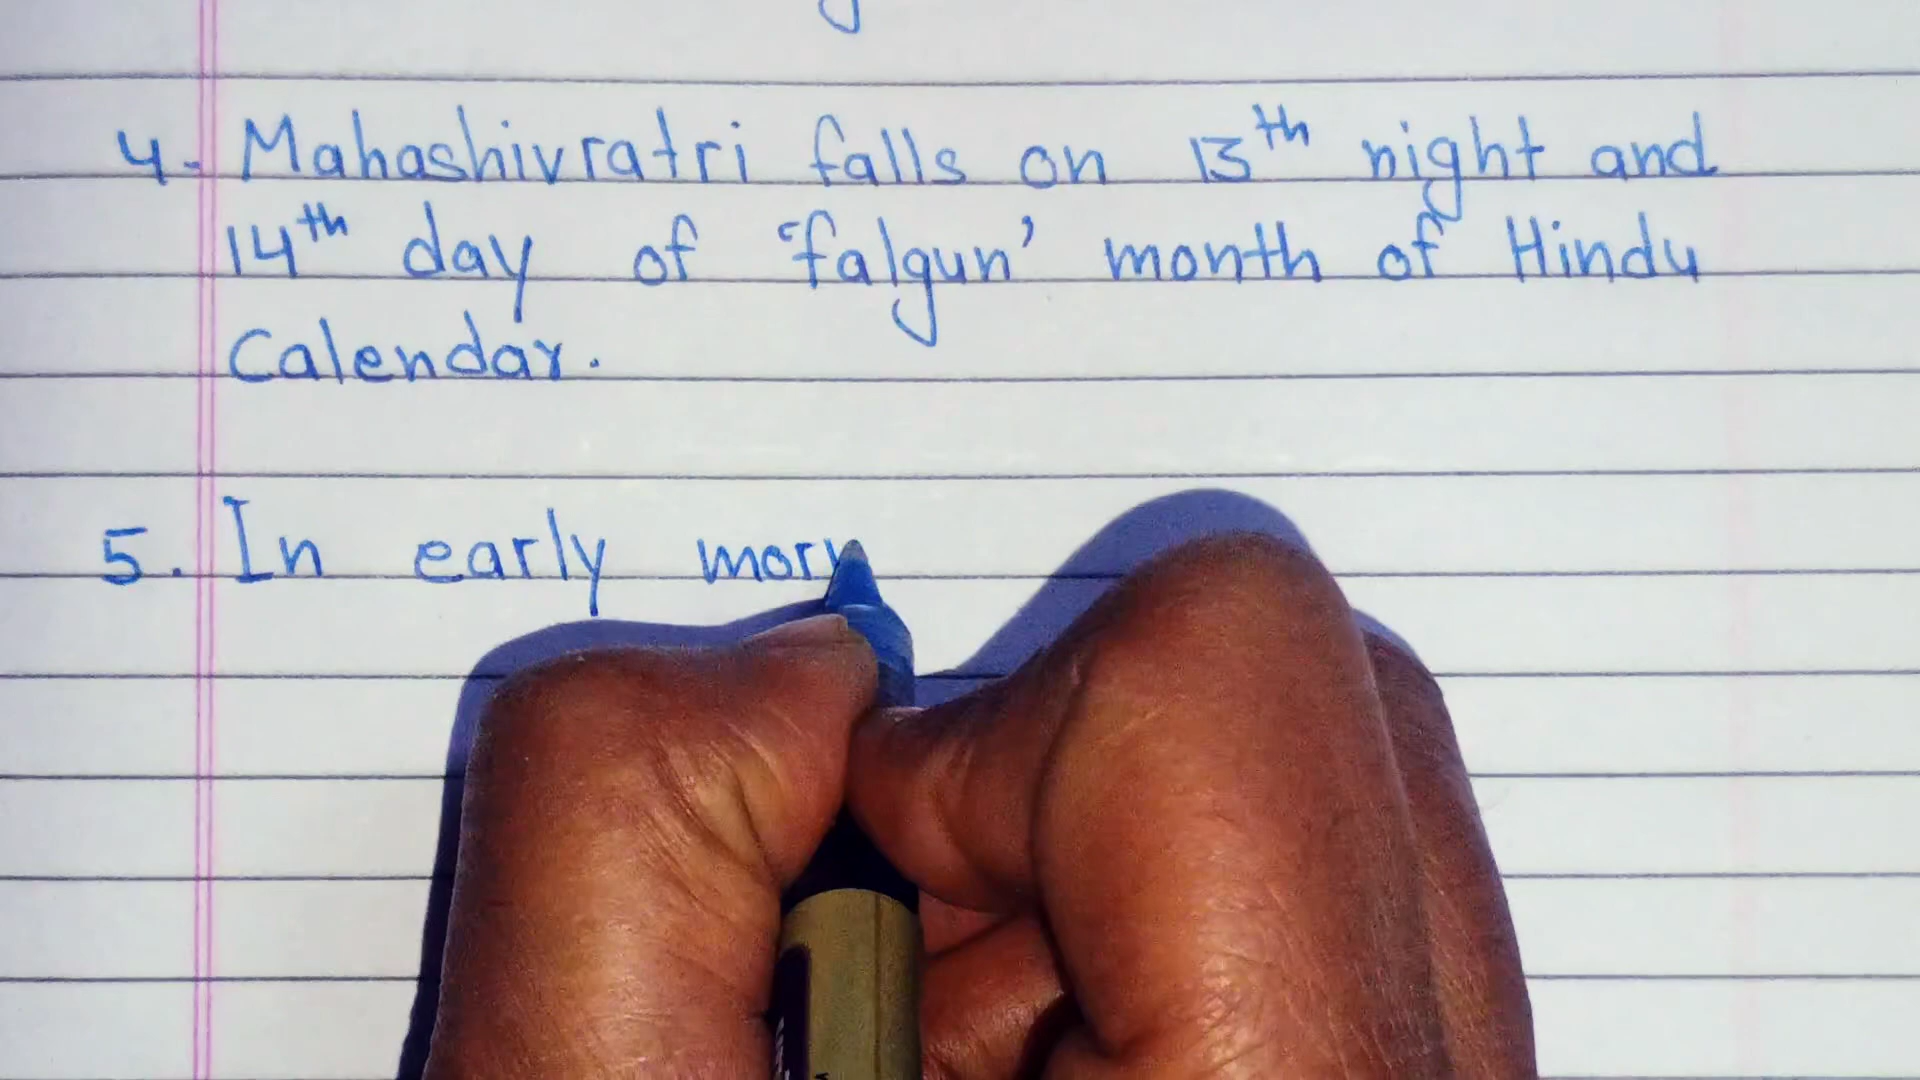 4. Mahashivratri falls on 13th night and
14th day of 'falgun' month of Hindu
Calendar.
5. In early